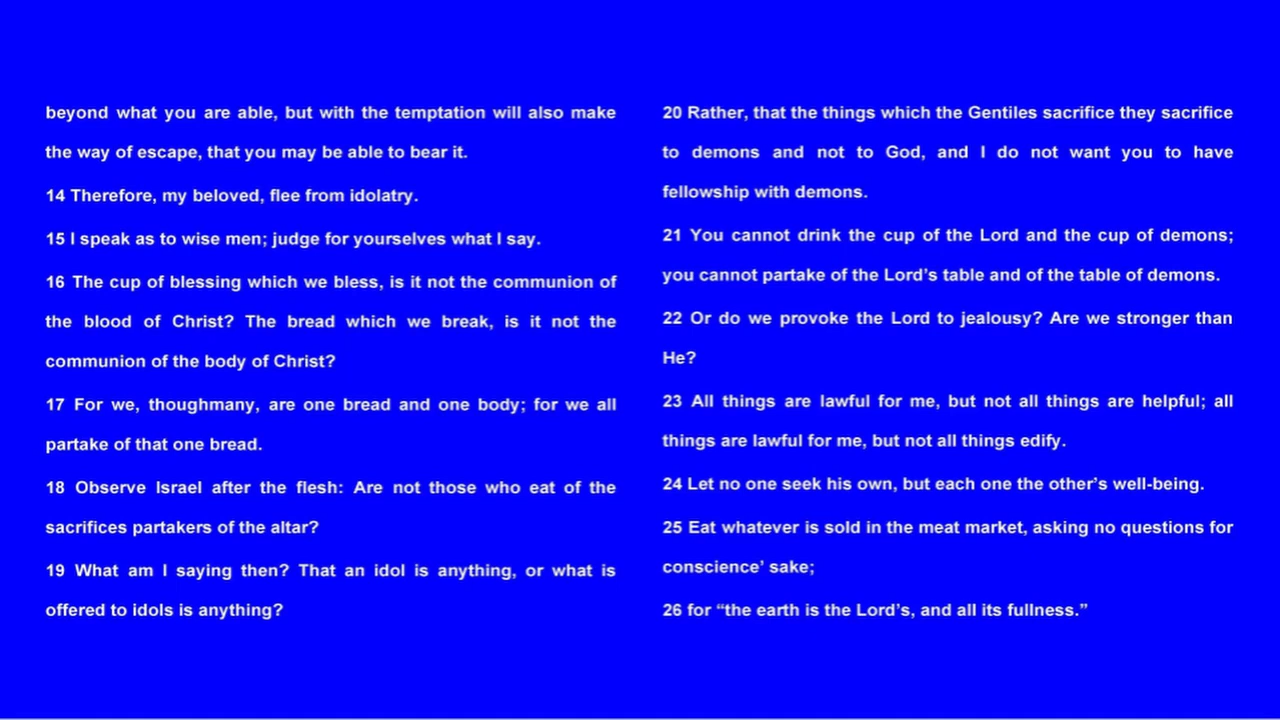 beyond what you are able, but with the temptation will also make
the way of escape, that you may be able to bear it.
14 Therefore, my beloved, flee from idolatry.
15 I speak as to wise men; judge for yourselves what I say.
16 The cup of blessing which we bless, is it not the communion of
the blood of Christ? The bread which we break, is it not the
communion of the body of Christ?
17 For we, thoughmany, are one bread and one body; for we all
partake of that one bread.
18 Observe Israel after the flesh: Are not those who eat of the
sacrifices partakers of the altar?
19 What am I saying then? That an idol is anything, or what is
offered to idols is anything?
20 Rather, that the things which the Gentiles sacrifice they sacrifice
to demons and not to God, and I do not want you to have
fellowship with demons.
21 You cannot drink the cup of the Lord and the cup of demons;
you cannot partake of the Lord’s table and of the table of demons.
22 Or do we provoke the Lord to jealousy? Are we stronger than
He?
23 All things are lawful for me, but not all things are helpful; all
things are lawful for me, but not all things edify.
24 Let no one seek his own, but each one the other’s well-being.
25 Eat whatever is sold in the meat market, asking no questions for
conscience’ sake;
26 for “the earth is the Lord’s, and all its fullness.”